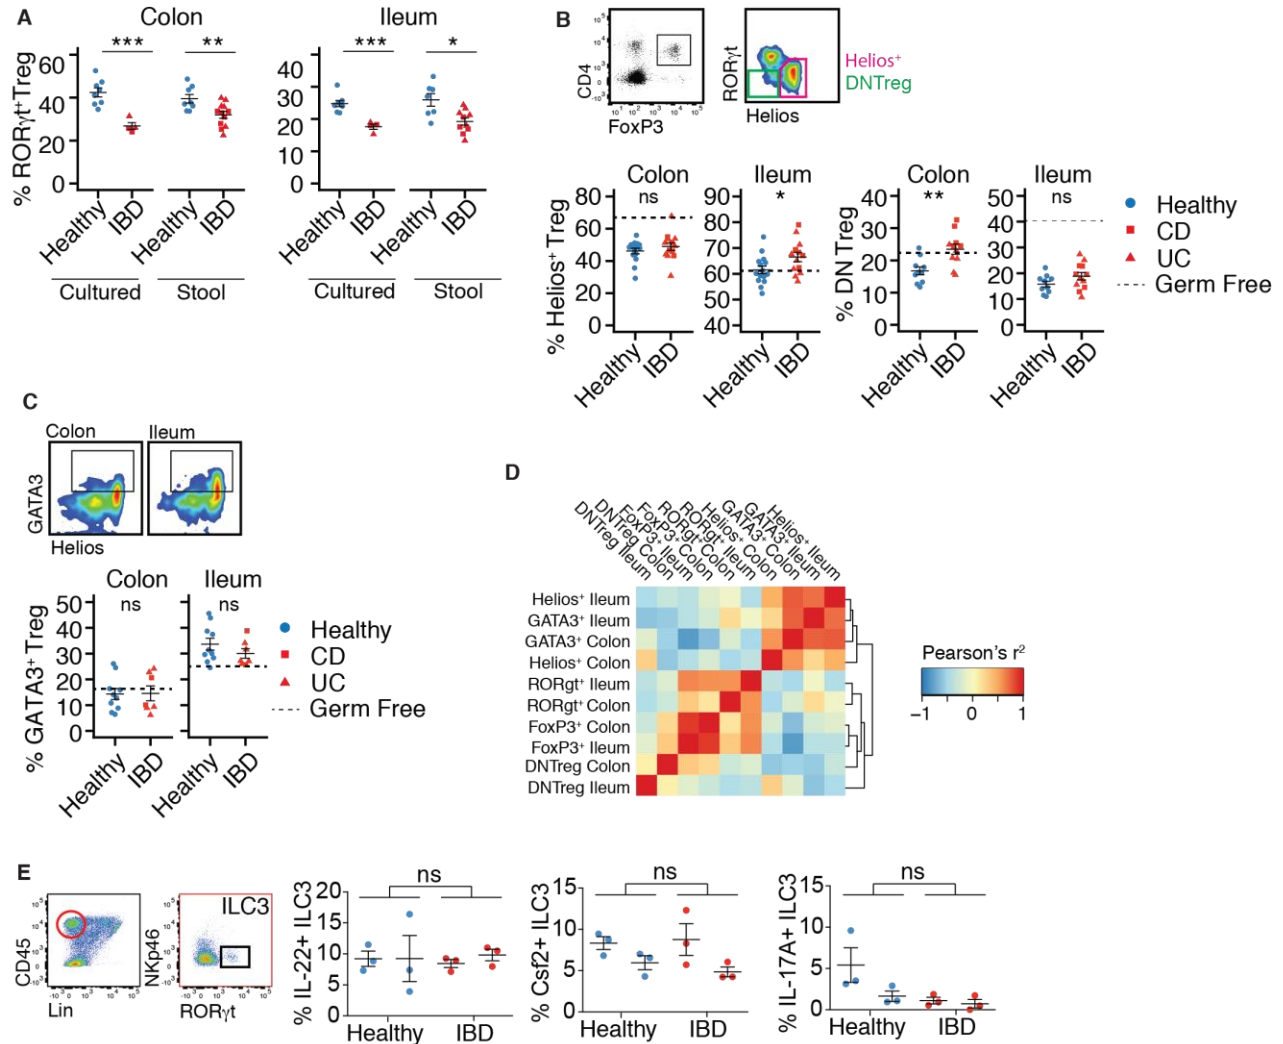 A
Colon
Ileum
% RORγt⁺Treg
60
40
20
0
***
**
40
30
20
10
0
***
*
Healthy
IBD
Healthy
IBD
Healthy
IBD
Healthy
IBD
Cultured
Stool
Cultured
Stool
B
CD4
FoxP3
RORγt
Helios
Helios⁺
DNTreg
Colon
Ileum
Colon
Ileum
% Helios⁺Treg
80
60
40
20
0
ns
90
80
70
60
50
40
*
% DN Treg
40
30
20
10
0
**
50
40
30
20
10
0
ns
Healthy
IBD
Healthy
IBD
Healthy
IBD
Healthy
IBD
Healthy
CD
UC
Germ Free
C
Colon
Ileum
GATA3
Helios
Colon
Ileum
ns
ns
% GATA3⁺ Treg
50
40
30
20
10
0
Healthy
IBD
Healthy
IBD
Healthy
CD
UC
Germ Free
D
DNTreg Ileum
DNTreg Colon
FoxP3⁺ Ileum
FoxP3⁺ Colon
RORgt⁺ Colon
RORgt⁺ Ileum
Helios⁺ Colon
GATA3⁺ Colon
GATA3⁺ Ileum
Helios⁺ Ileum
Helios⁺ Ileum
GATA3⁺ Ileum
GATA3⁺ Colon
Helios⁺ Colon
RORgt⁺ Ileum
RORgt⁺ Colon
FoxP3⁺ Colon
FoxP3⁺ Ileum
DNTreg Colon
DNTreg Ileum
Pearson's r²
−1
0
1
E
CD45
Lin
NKp46
RORγt
ILC3
% IL-22+ ILC3
20
15
10
5
0
ns
Healthy
IBD
% Csf2+ ILC3
15
10
5
0
ns
Healthy
IBD
% IL-17A+ ILC3
15
10
5
0
ns
Healthy
IBD